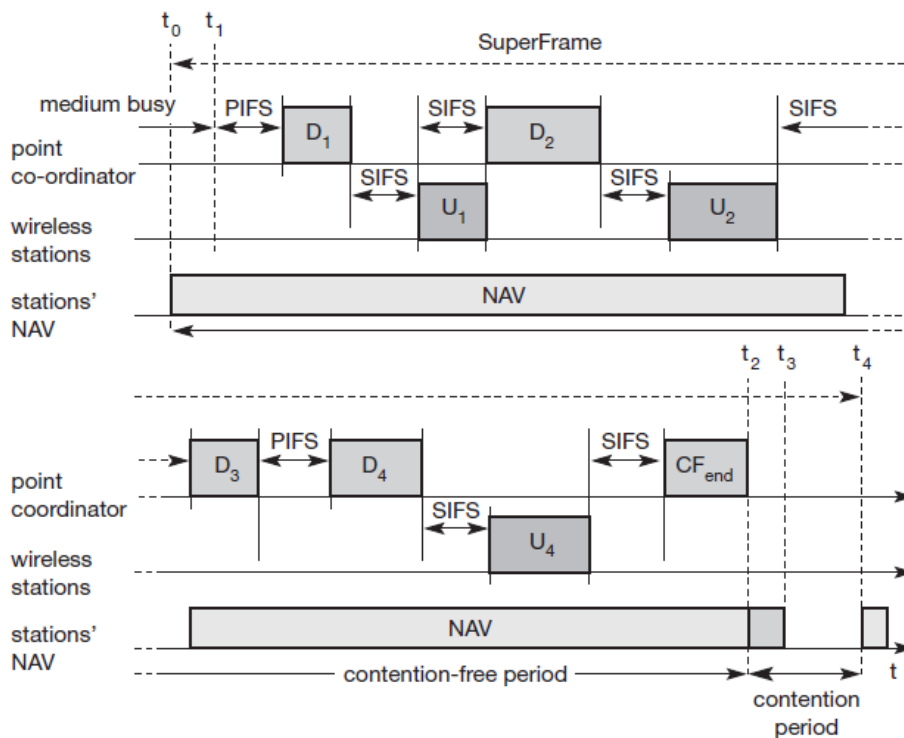 t0 t1
SuperFrame
medium busy PIFS SIFS SIFS
D1 D2
point
co-ordinator
SIFS SIFS
U1 U2
wireless
stations
NAV
stations’
NAV
t2 t3 t4
PIFS SIFS
D3 D4 CFend
point
coordinator
SIFS
U4
wireless
stations
NAV
stations’
NAV
contention-free period t
contention
period